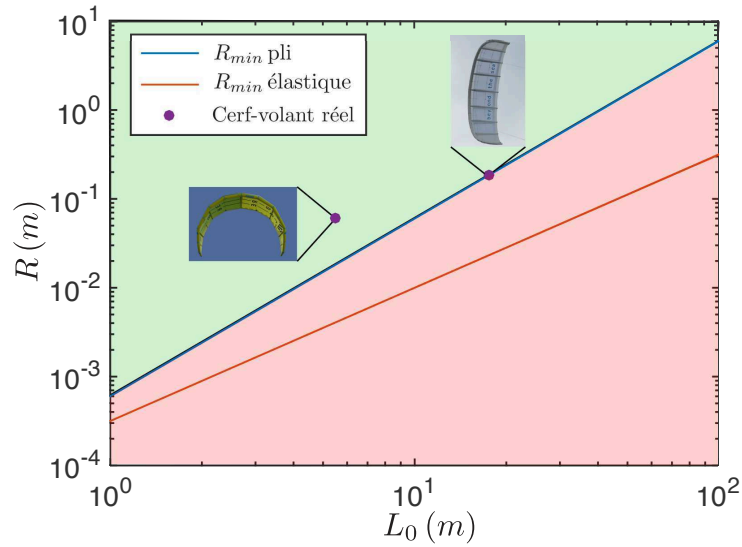 10^1
10^0
10^-1
10^-2
10^-3
10^-4
R (m)
R_min pli
R_min élastique
Cerf-volant réel
10^0
10^1
10^2
L_0 (m)